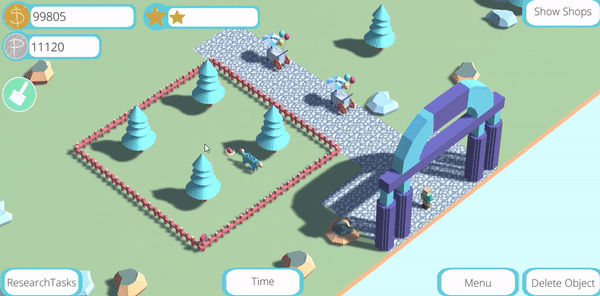 99805
Show Shops
11120
ResearchTasks
Time
Menu
Delete Object